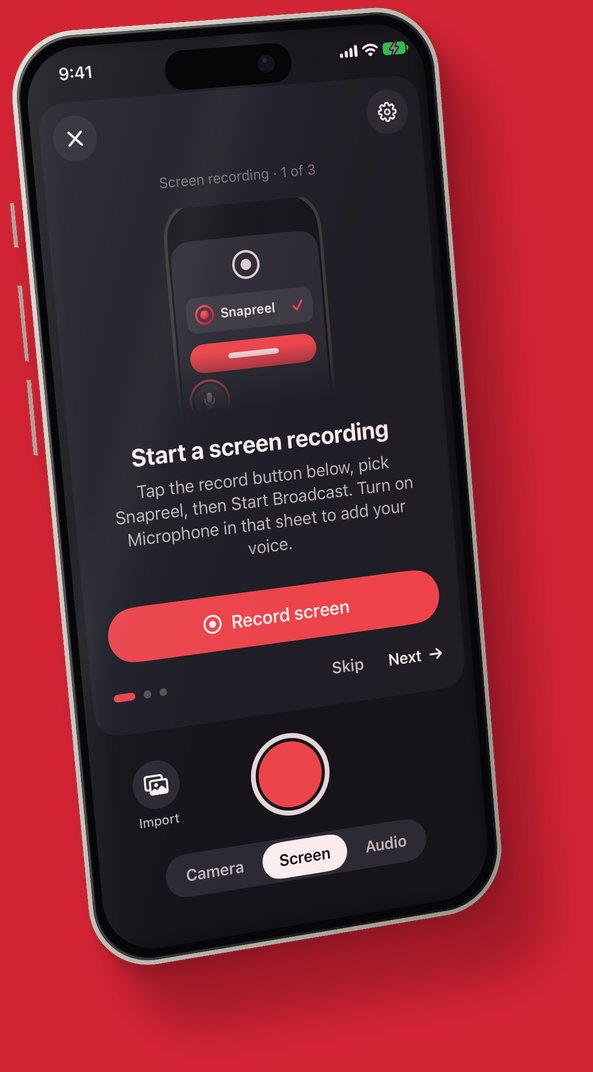 9:41
Screen recording · 1 of 3
Snapreel
Start a screen recording
Tap the record button below, pick
Snapreel, then Start Broadcast. Turn on
Microphone in that sheet to add your
voice.
Record screen
Skip
Next →
Import
Camera
Screen
Audio